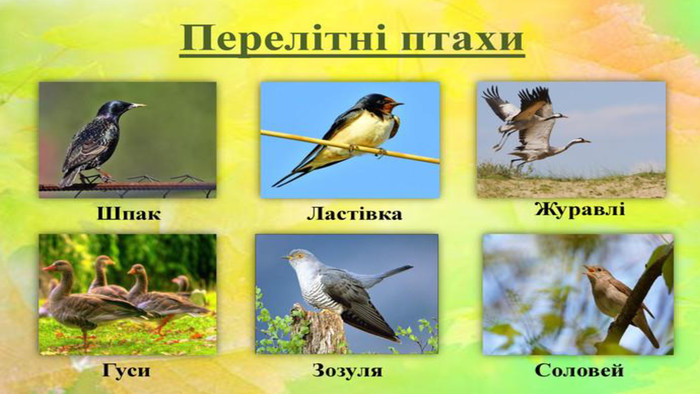 Перелітні птахи
Шпак
Ластівка
Журавлі
Гуси
Зозуля
Соловей